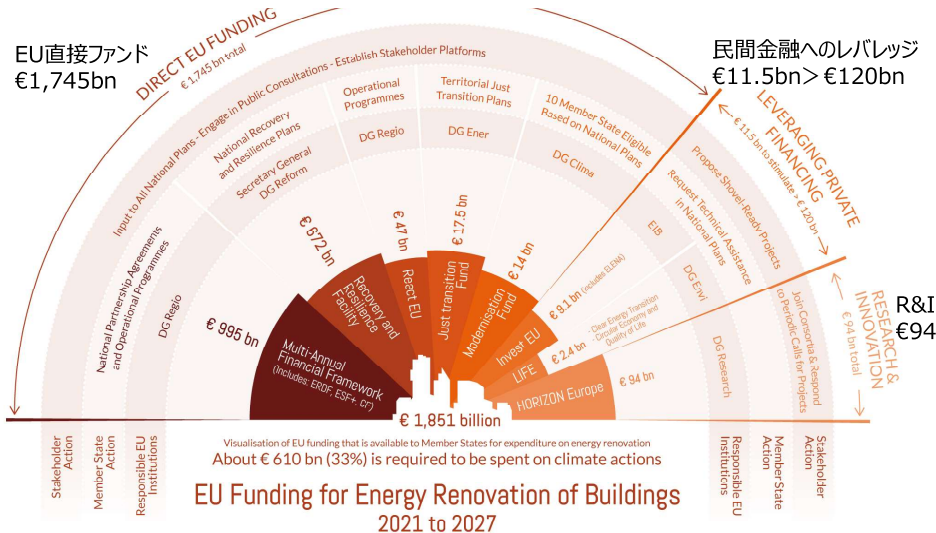 EU直接ファンド
€1,745bn
民間金融へのレバレッジ
€11.5bn＞ €120bn
R&I
€94
DIRECT EU FUNDING
€ 1,745 bn total
LEVERAGING PRIVATE
FINANCING
€ 11.5 bn to stimulate > € 120 bn
RESEARCH &
INNOVATION
€ 94 bn total
Input to All National Plans - Engage in Public Consultations - Establish Stakeholder Platforms
Propose Shovel-Ready Projects
Join Consortia & Respond
to Periodic Calls for Projects
National Partnership Agreements
and Operational Programmes
National Recovery
and Resilience Plans
Operational
Programmes
Territorial Just
Transition Plans
10 Member State Eligible
Based on National Plans
Request Technical Assistance
in National Plans
DG Regio
Secretary General
DG Reform
DG Regio
DG Ener
DG Clima
EIB
DG Envi
DG Research
€ 995 bn
€ 672 bn
€ 47 bn
€ 17.5 bn
€ 14 bn
€ 9.1 bn (includes ELENA)
€ 2.4 bn
- Clear Energy Transition
- Circular Economy and
Quality of Life
€ 94 bn
Multi-Annual
Financial Framework
(Includes: ERDF, ESF+, CF)
Recovery and
Resilience
Facility
React EU
Just transition
Fund
Modernisation
Fund
Invest EU
LIFE
HORIZON Europe
€ 1,851 billion
Stakeholder
Action
Member State
Action
Responsible EU
Institutions
Responsible EU
Institutions
Member State
Action
Stakeholder
Action
Visualisation of EU funding that is available to Member States for expenditure on energy renovation
About € 610 bn (33%) is required to be spent on climate actions
EU Funding for Energy Renovation of Buildings
2021 to 2027